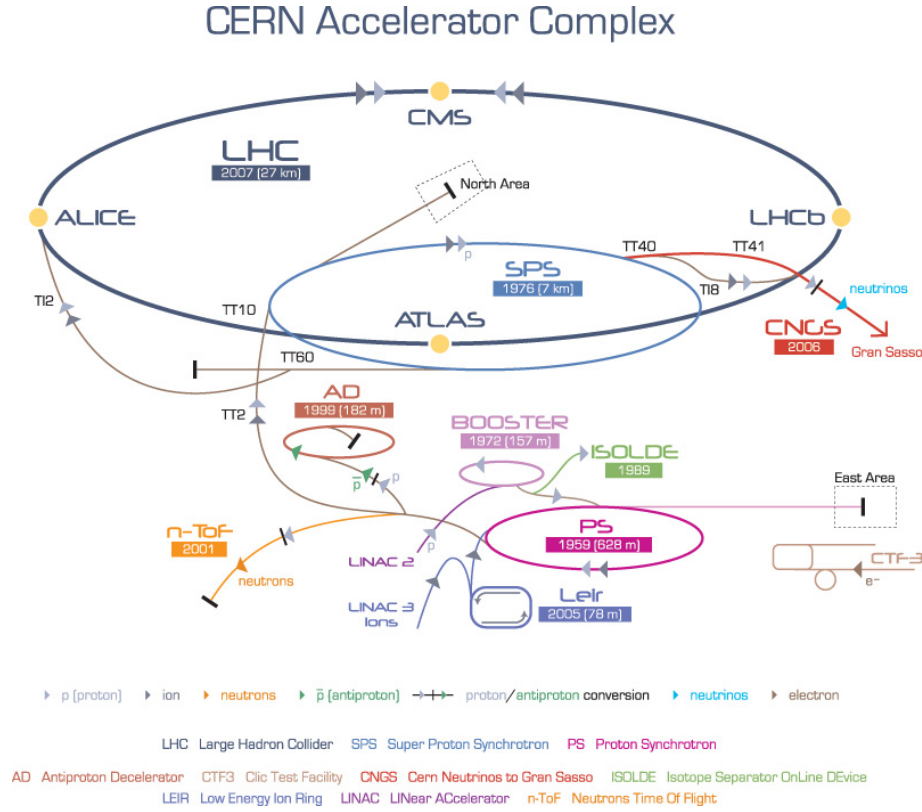 CERN Accelerator Complex
CMS
LHC
2007 (27 km)
North Area
ALICE
LHCb
TT40
TT41
SPS
1976 (7 km)
p
TI8
TI2
TT10
neutrinos
ATLAS
CNGS
2006
Gran Sasso
TT60
AD
1999 (182 m)
TT2
BOOSTER
1972 (157 m)
ISOLDE
1989
p̅
p
East Area
n-ToF
2001
PS
1959 (628 m)
LINAC 2
p
neutrons
CTF3
e-
LINAC 3
Ions
Leir
2005 (78 m)
p (proton) ion neutrons p̅ (antiproton) proton/antiproton conversion neutrinos electron
LHC Large Hadron Collider SPS Super Proton Synchrotron PS Proton Synchrotron
AD Antiproton Decelerator CTF3 Clic Test Facility CNGS Cern Neutrinos to Gran Sasso ISOLDE Isotope Separator OnLine DEvice
LEIR Low Energy Ion Ring LINAC LINear ACcelerator n-ToF Neutrons Time Of Flight